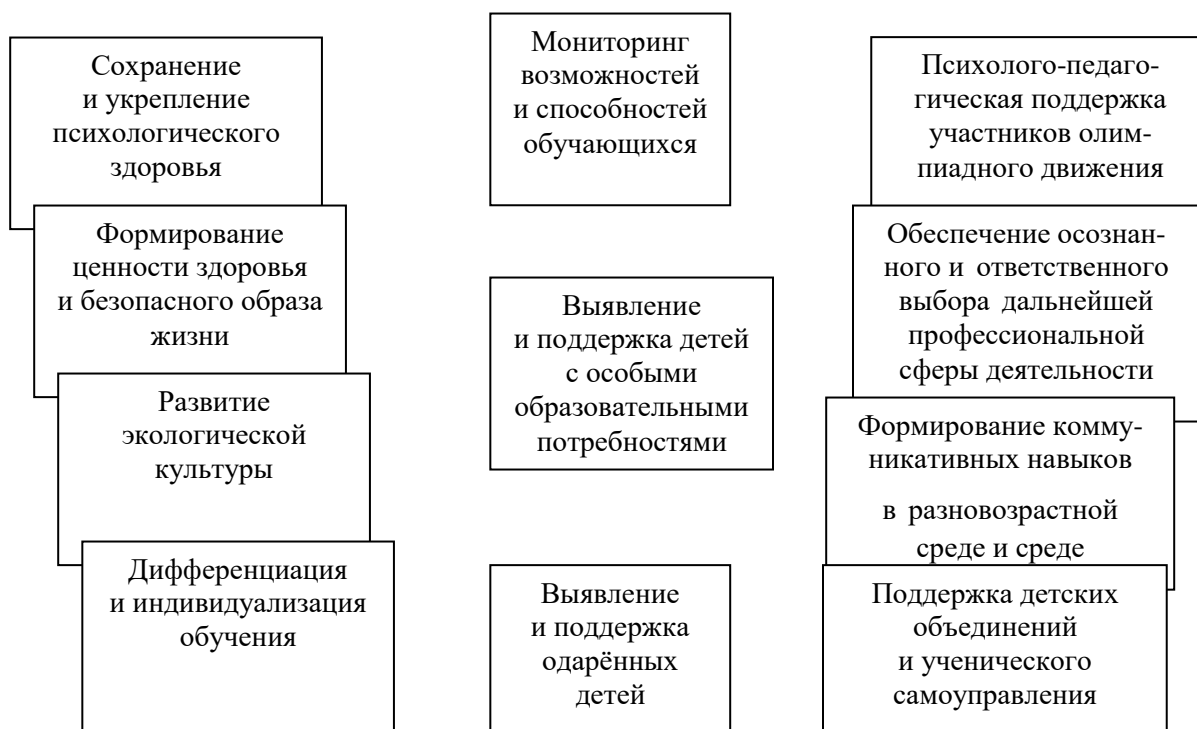 Сохранение
и укрепление
психологического
здоровья
Формирование
ценности здоровья
и безопасного образа
жизни
Развитие
экологической
культуры
Дифференциация
и индивидуализация
обучения
Мониторинг
возможностей
и способностей
обучающихся
Выявление
и поддержка детей
с особыми
образовательными
потребностями
Выявление
и поддержка
одарённых
детей
Психолого-педаго-
гическая поддержка
участников олим-
пиадного движения
Обеспечение осознан-
ного и ответственного
выбора дальнейшей
профессиональной
сферы деятельности
Формирование комму-
никативных навыков
в разновозрастной
среде и среде
Поддержка детских
объединений
и ученического
самоуправления